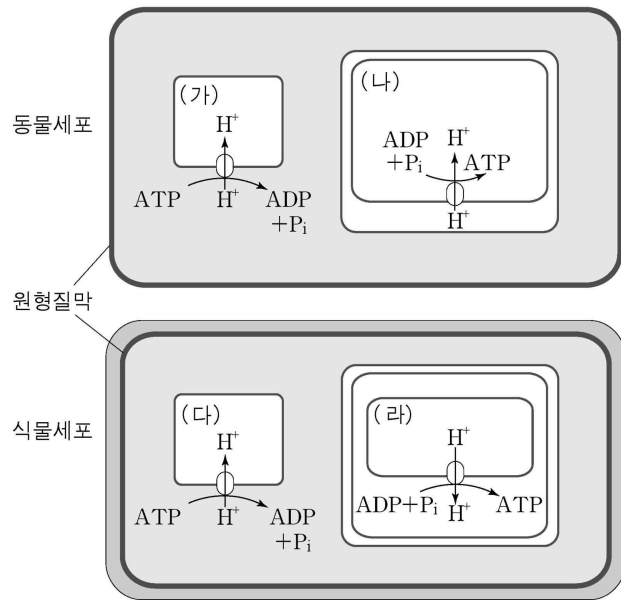 동물세포
(가)
H⁺
ATP
H⁺
ADP
+Pᵢ
(나)
ADP
+Pᵢ
H⁺
ATP
H⁺
원형질막
식물세포
(다)
H⁺
ATP
H⁺
ADP
+Pᵢ
(라)
H⁺
ADP+Pᵢ
H⁺
ATP